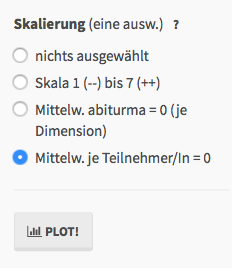 Skalierung (eine ausw.) ?
nichts ausgewählt
Skala 1 (--) bis 7 (++)
Mittelw. abiturma = 0 (je
Dimension)
Mittelw. je Teilnehmer/In = 0
PLOT!